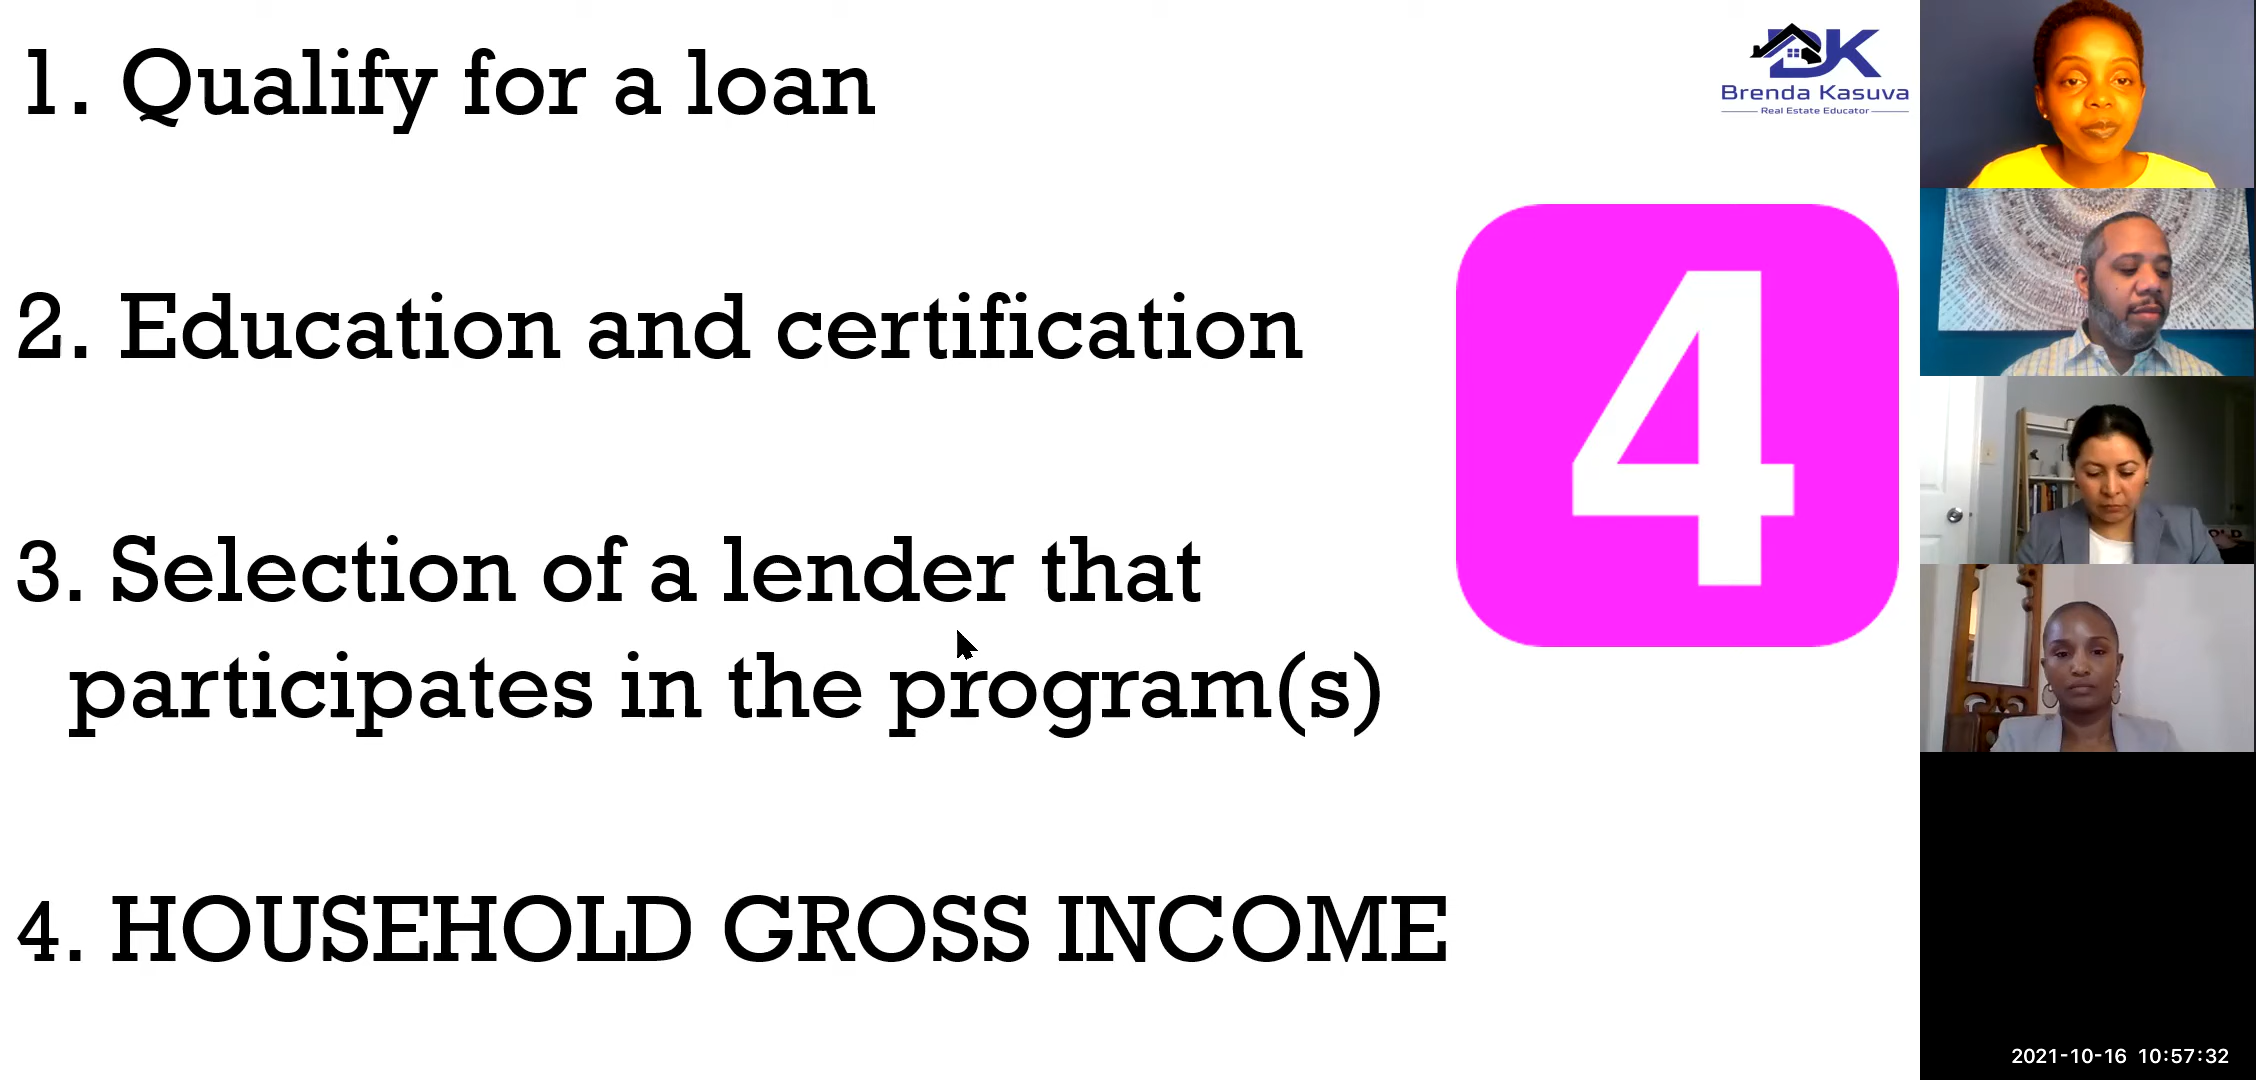 1. Qualify for a loan
DK
Brenda Kasuva
Real Estate Educator
2. Education and certification
4
3. Selection of a lender that
participates in the program(s)
4. HOUSEHOLD GROSS INCOME
2021-10-16 10:57:32